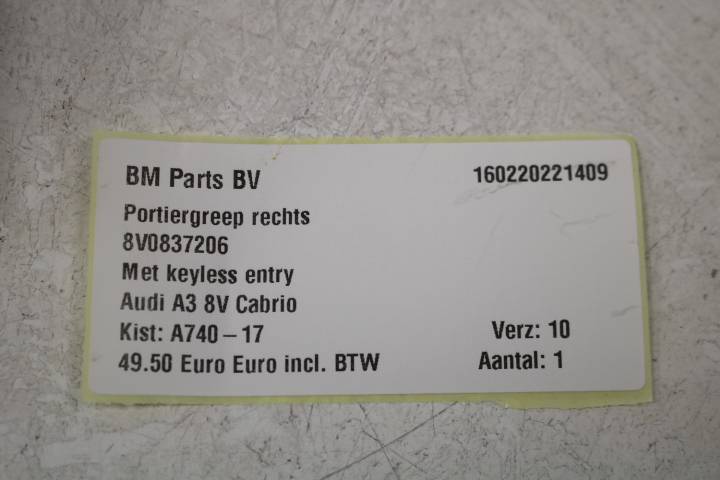 BM Parts BV 160220221409
Portiergreep rechts
8V0837206
Met keyless entry
Audi A3 8V Cabrio
Kist: A740 – 17 Verz: 10
49.50 Euro Euro incl. BTW Aantal: 1